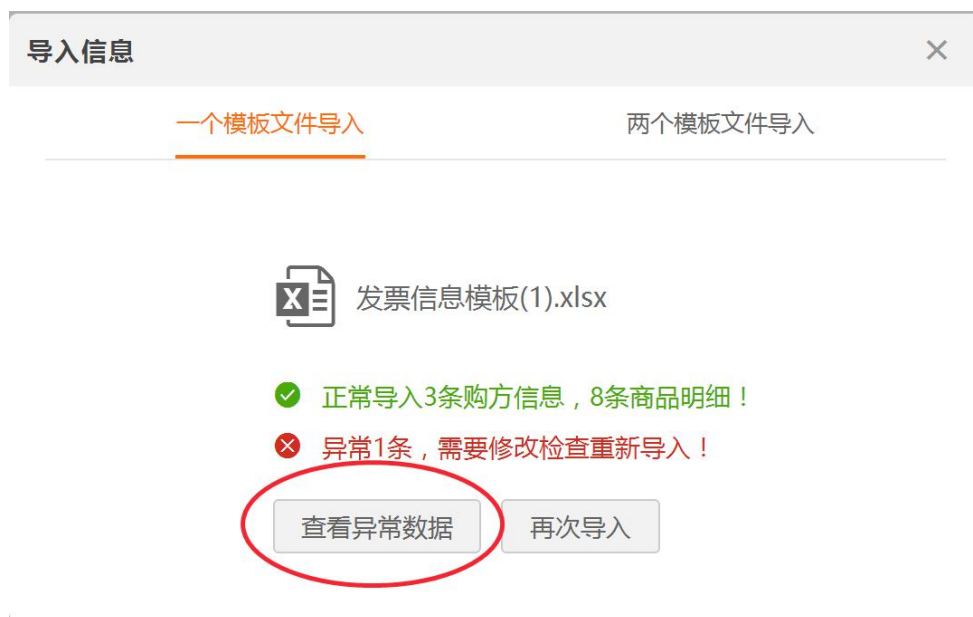 导入信息
一个模板文件导入
两个模板文件导入
发票信息模板(1).xlsx
正常导入3条购方信息，8条商品明细！
异常1条，需要修改检查重新导入！
查看异常数据
再次导入